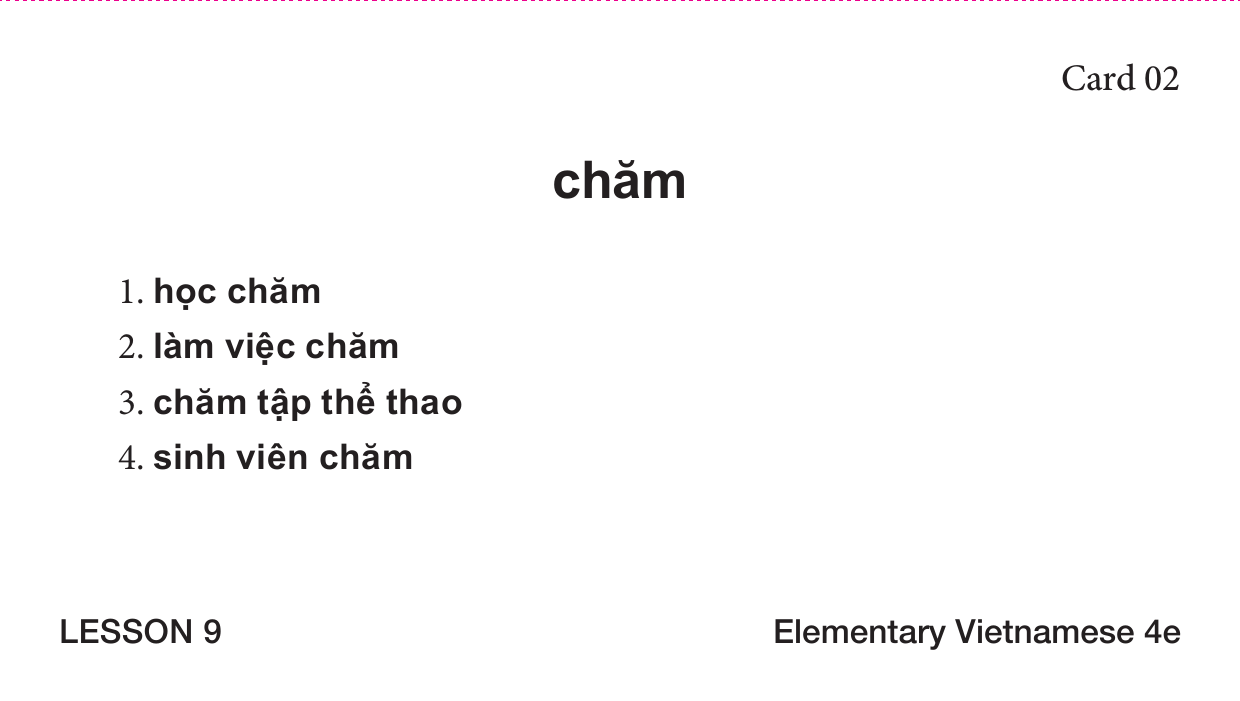 Card 02
chăm
1. học chăm
2. làm việc chăm
3. chăm tập thể thao
4. sinh viên chăm
LESSON 9
Elementary Vietnamese 4e